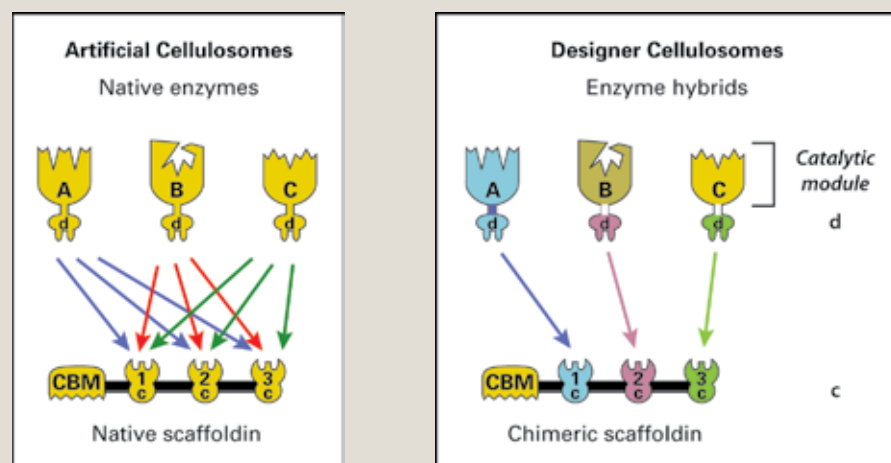 Artificial Cellulosomes
Native enzymes
A B C
d d d
CBM 1 2 3
c c c
Native scaffoldin
Designer Cellulosomes
Enzyme hybrids
A B C
Catalytic
module
d d d d
CBM 1 2 3
c c c c
Chimeric scaffoldin